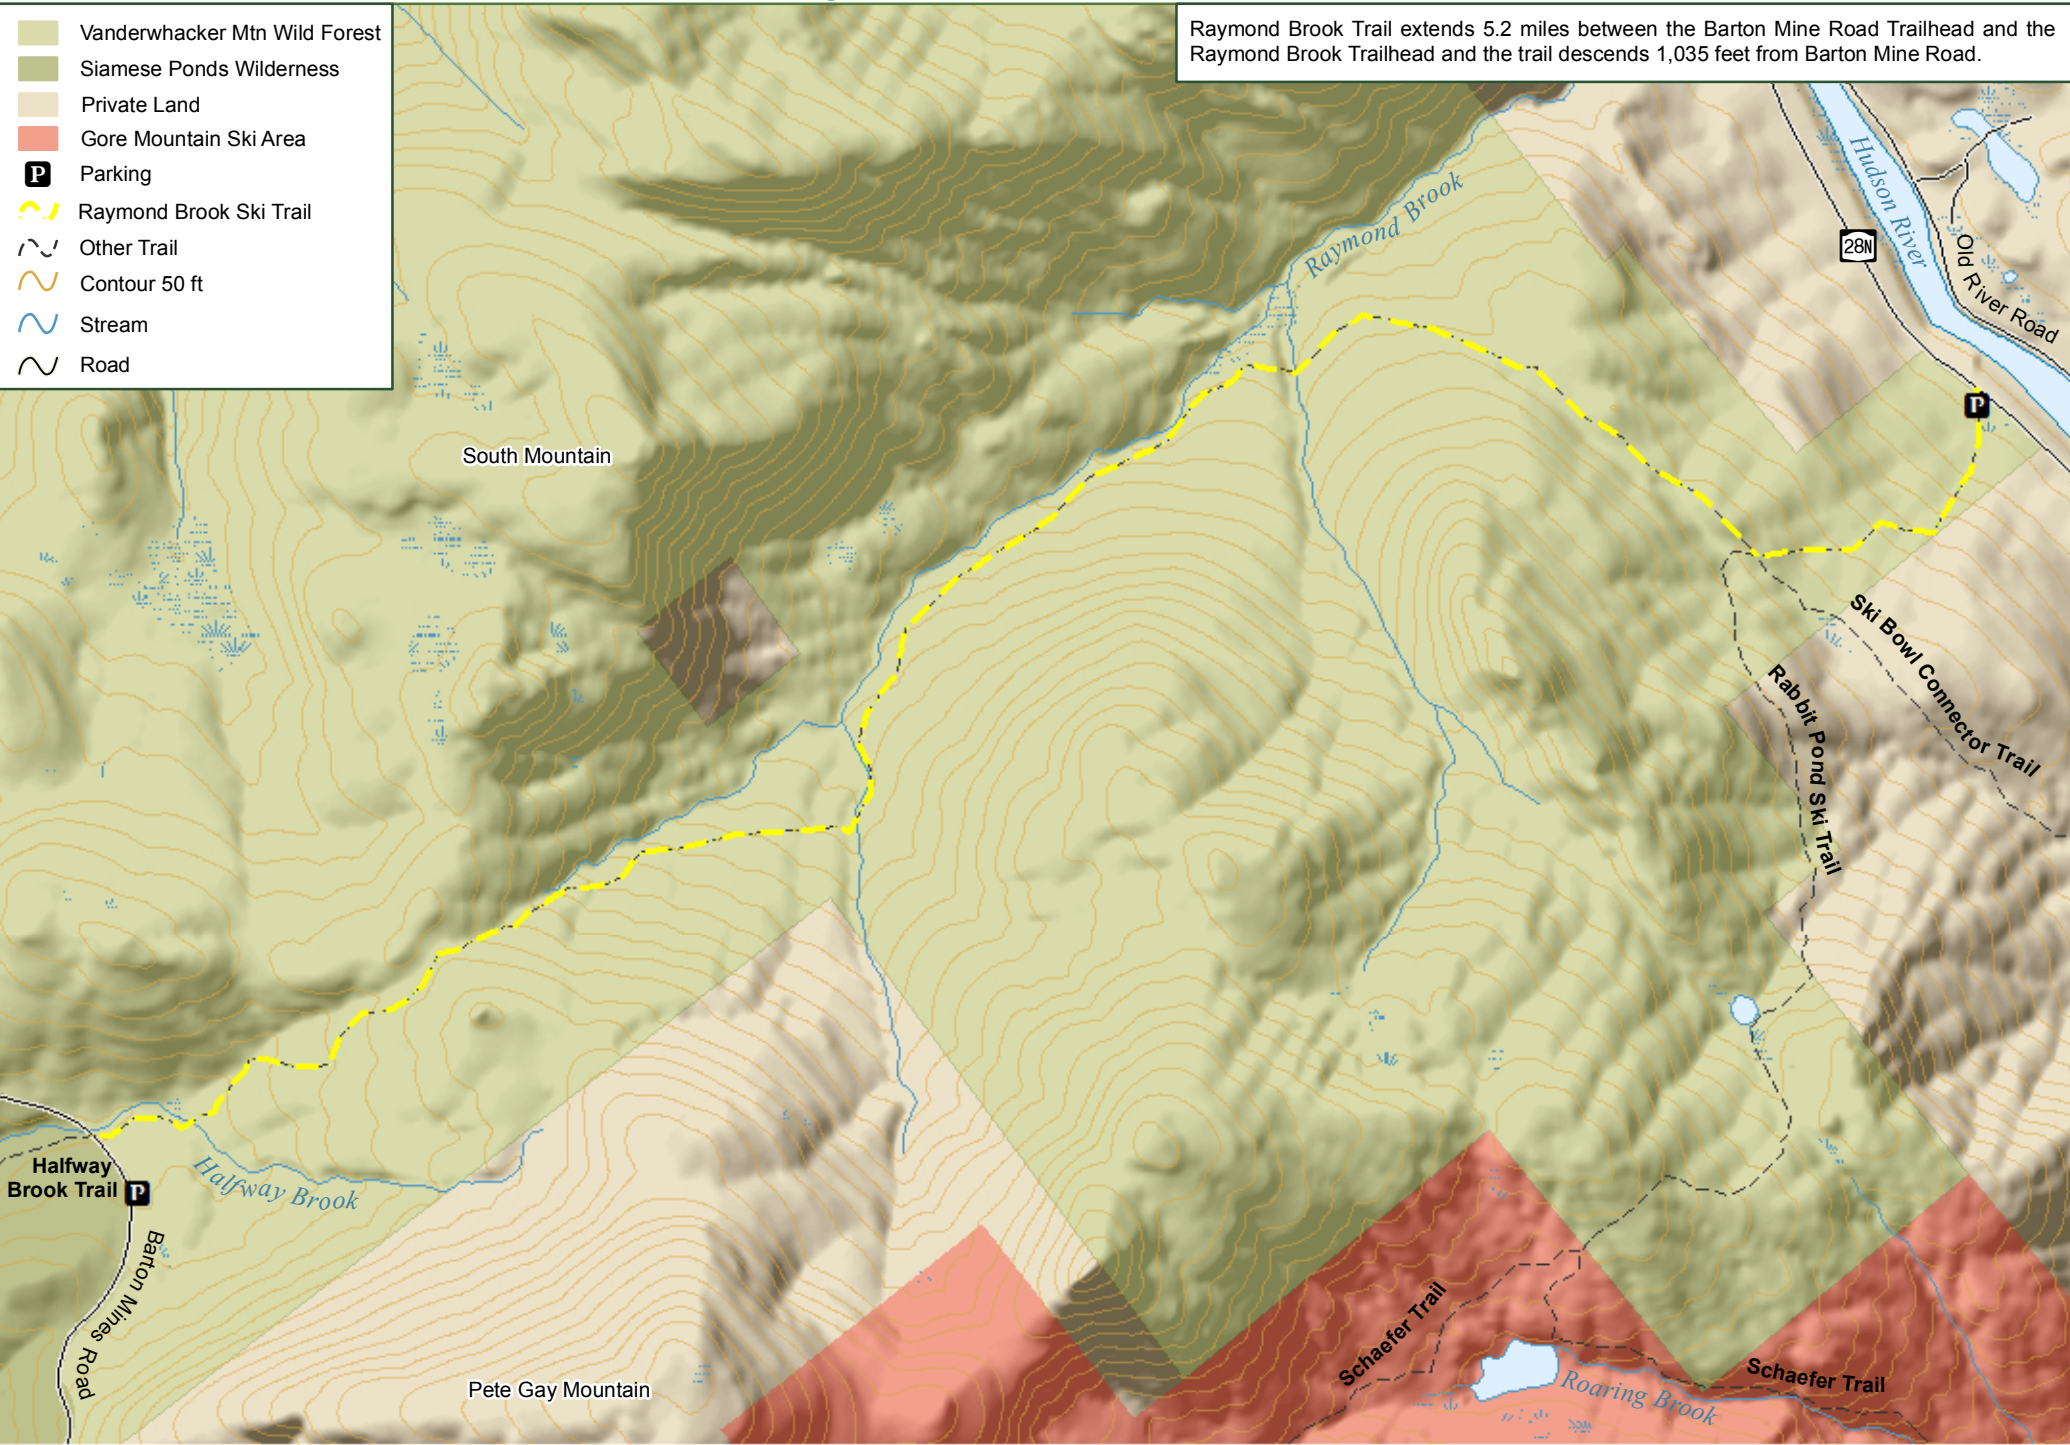 Vanderwhacker Mtn Wild Forest
Siamese Ponds Wilderness
Private Land
Gore Mountain Ski Area
P Parking
Raymond Brook Ski Trail
Other Trail
Contour 50 ft
Stream
Road
Raymond Brook Trail extends 5.2 miles between the Barton Mine Road Trailhead and the
Raymond Brook Trailhead and the trail descends 1,035 feet from Barton Mine Road.
Hudson River
Raymond Brook
28N
Old River Road
P
South Mountain
Ski Bowl Connector Trail
Rabbit Pond Ski Trail
Halfway
Brook Trail
P
Halfway Brook
Barton Mines Road
Pete Gay Mountain
Schaefer Trail
Roaring Brook
Schaefer Trail